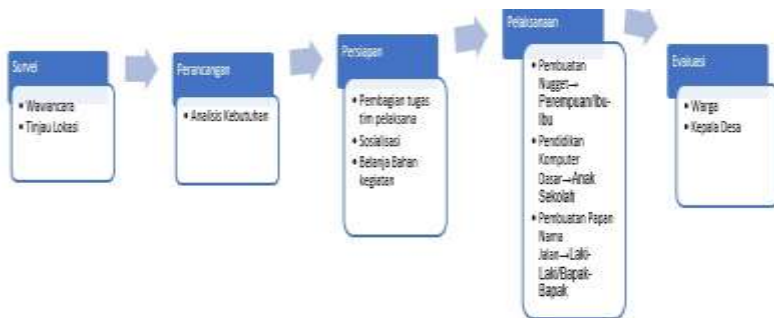 Survei
• Wawancara
• Tinjau Lokasi
Perancangan
• Analisis Kebutuhan
Persiapan
• Pembagian tugas
tim pelaksana
• Sosialisasi
• Belanja Bahan
kegiatan
Pelaksanaan
• Pembuatan
Nugget→
Perempuan/Ibu-
Ibu
• Pendidikan
Komputer
Dasar→Anak
Sekolah
• Pembuatan Papan
Nama
Jalan→Laki-
Laki/Bapak-
Bapak
Evaluasi
• Warga
• Kepala Desa